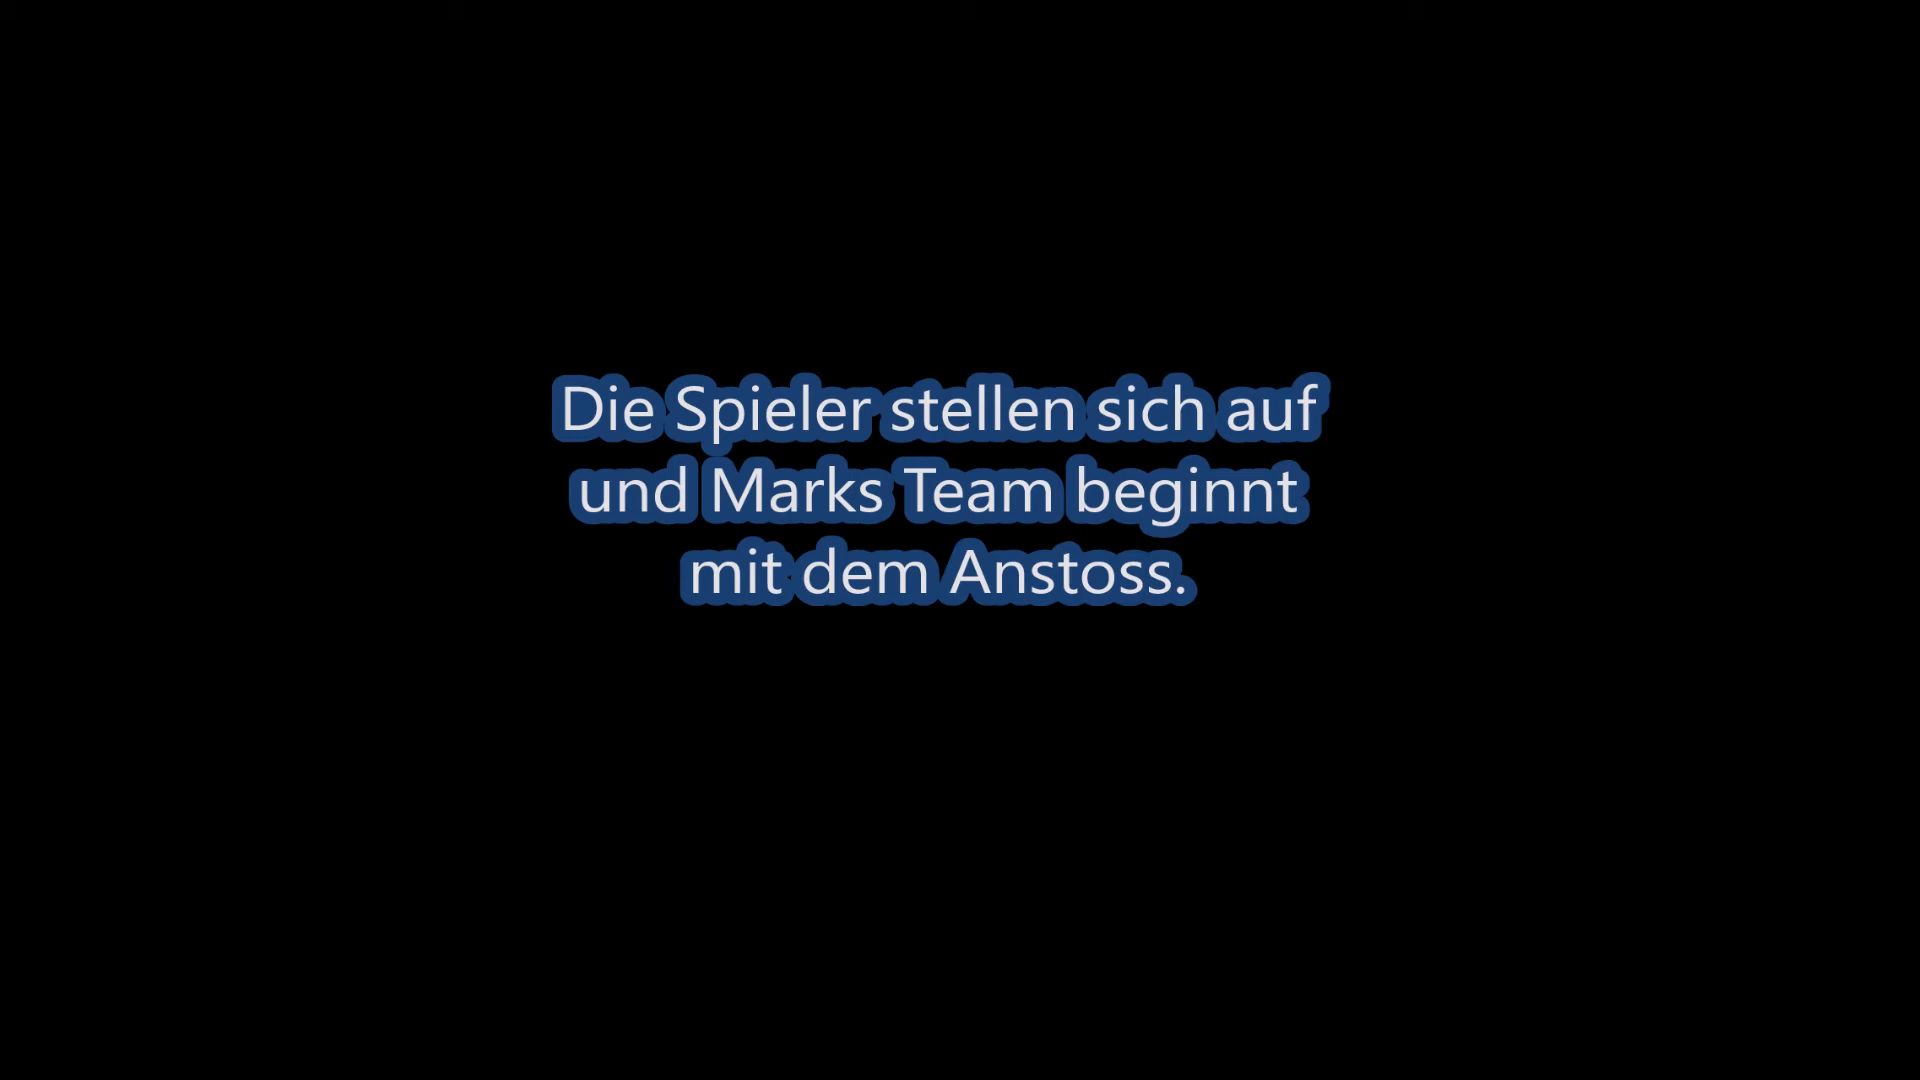 Die Spieler stellen sich auf
und Marks Team beginnt
mit dem Anstoss.